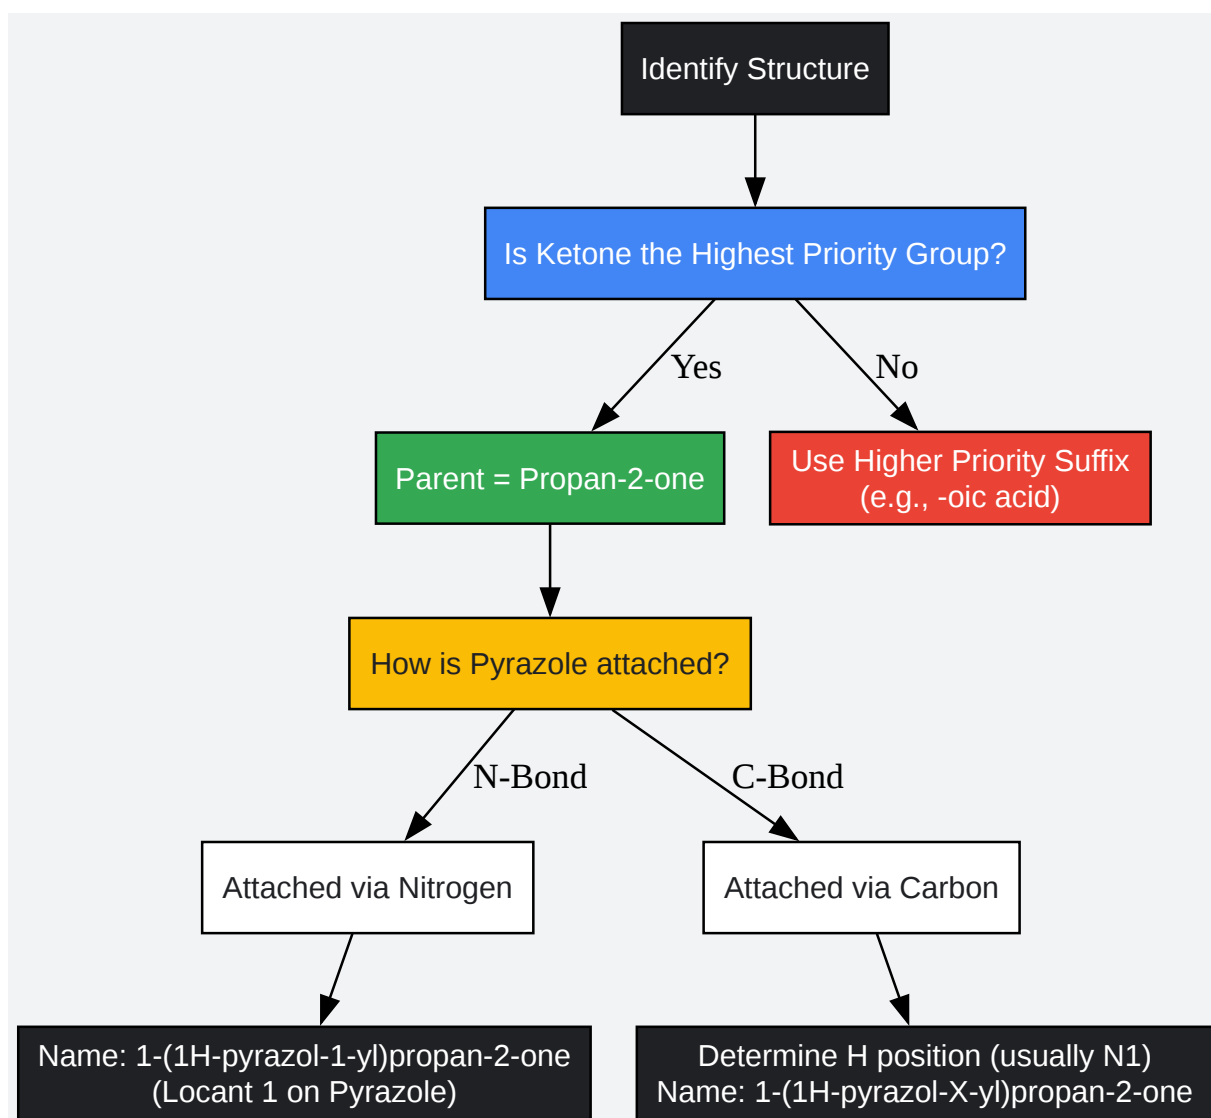 Identify Structure
Is Ketone the Highest Priority Group?
Yes
No
Parent = Propan-2-one
Use Higher Priority Suffix
(e.g., -oic acid)
How is Pyrazole attached?
N-Bond
C-Bond
Attached via Nitrogen
Attached via Carbon
Name: 1-(1H-pyrazol-1-yl)propan-2-one
(Locant 1 on Pyrazole)
Determine H position (usually N1)
Name: 1-(1H-pyrazol-X-yl)propan-2-one